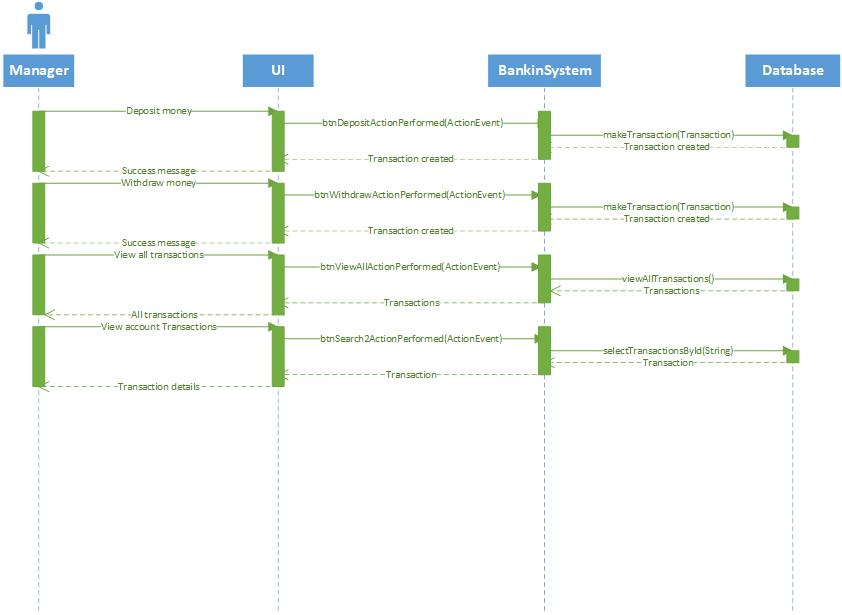 Manager
UI
BankinSystem
Database
Deposit money
btnDepositActionPerformed(ActionEvent)
makeTransaction(Transaction)
Transaction created
Transaction created
Success message
Withdraw money
btnWithdrawActionPerformed(ActionEvent)
makeTransaction(Transaction)
Transaction created
Transaction created
Success message
View all transactions
btnViewAllActionPerformed(ActionEvent)
viewAllTransactions()
Transactions
Transactions
All transactions
View account Transactions
btnSearch2ActionPerformed(ActionEvent)
selectTransactionsById(String)
Transaction
Transaction
Transaction details